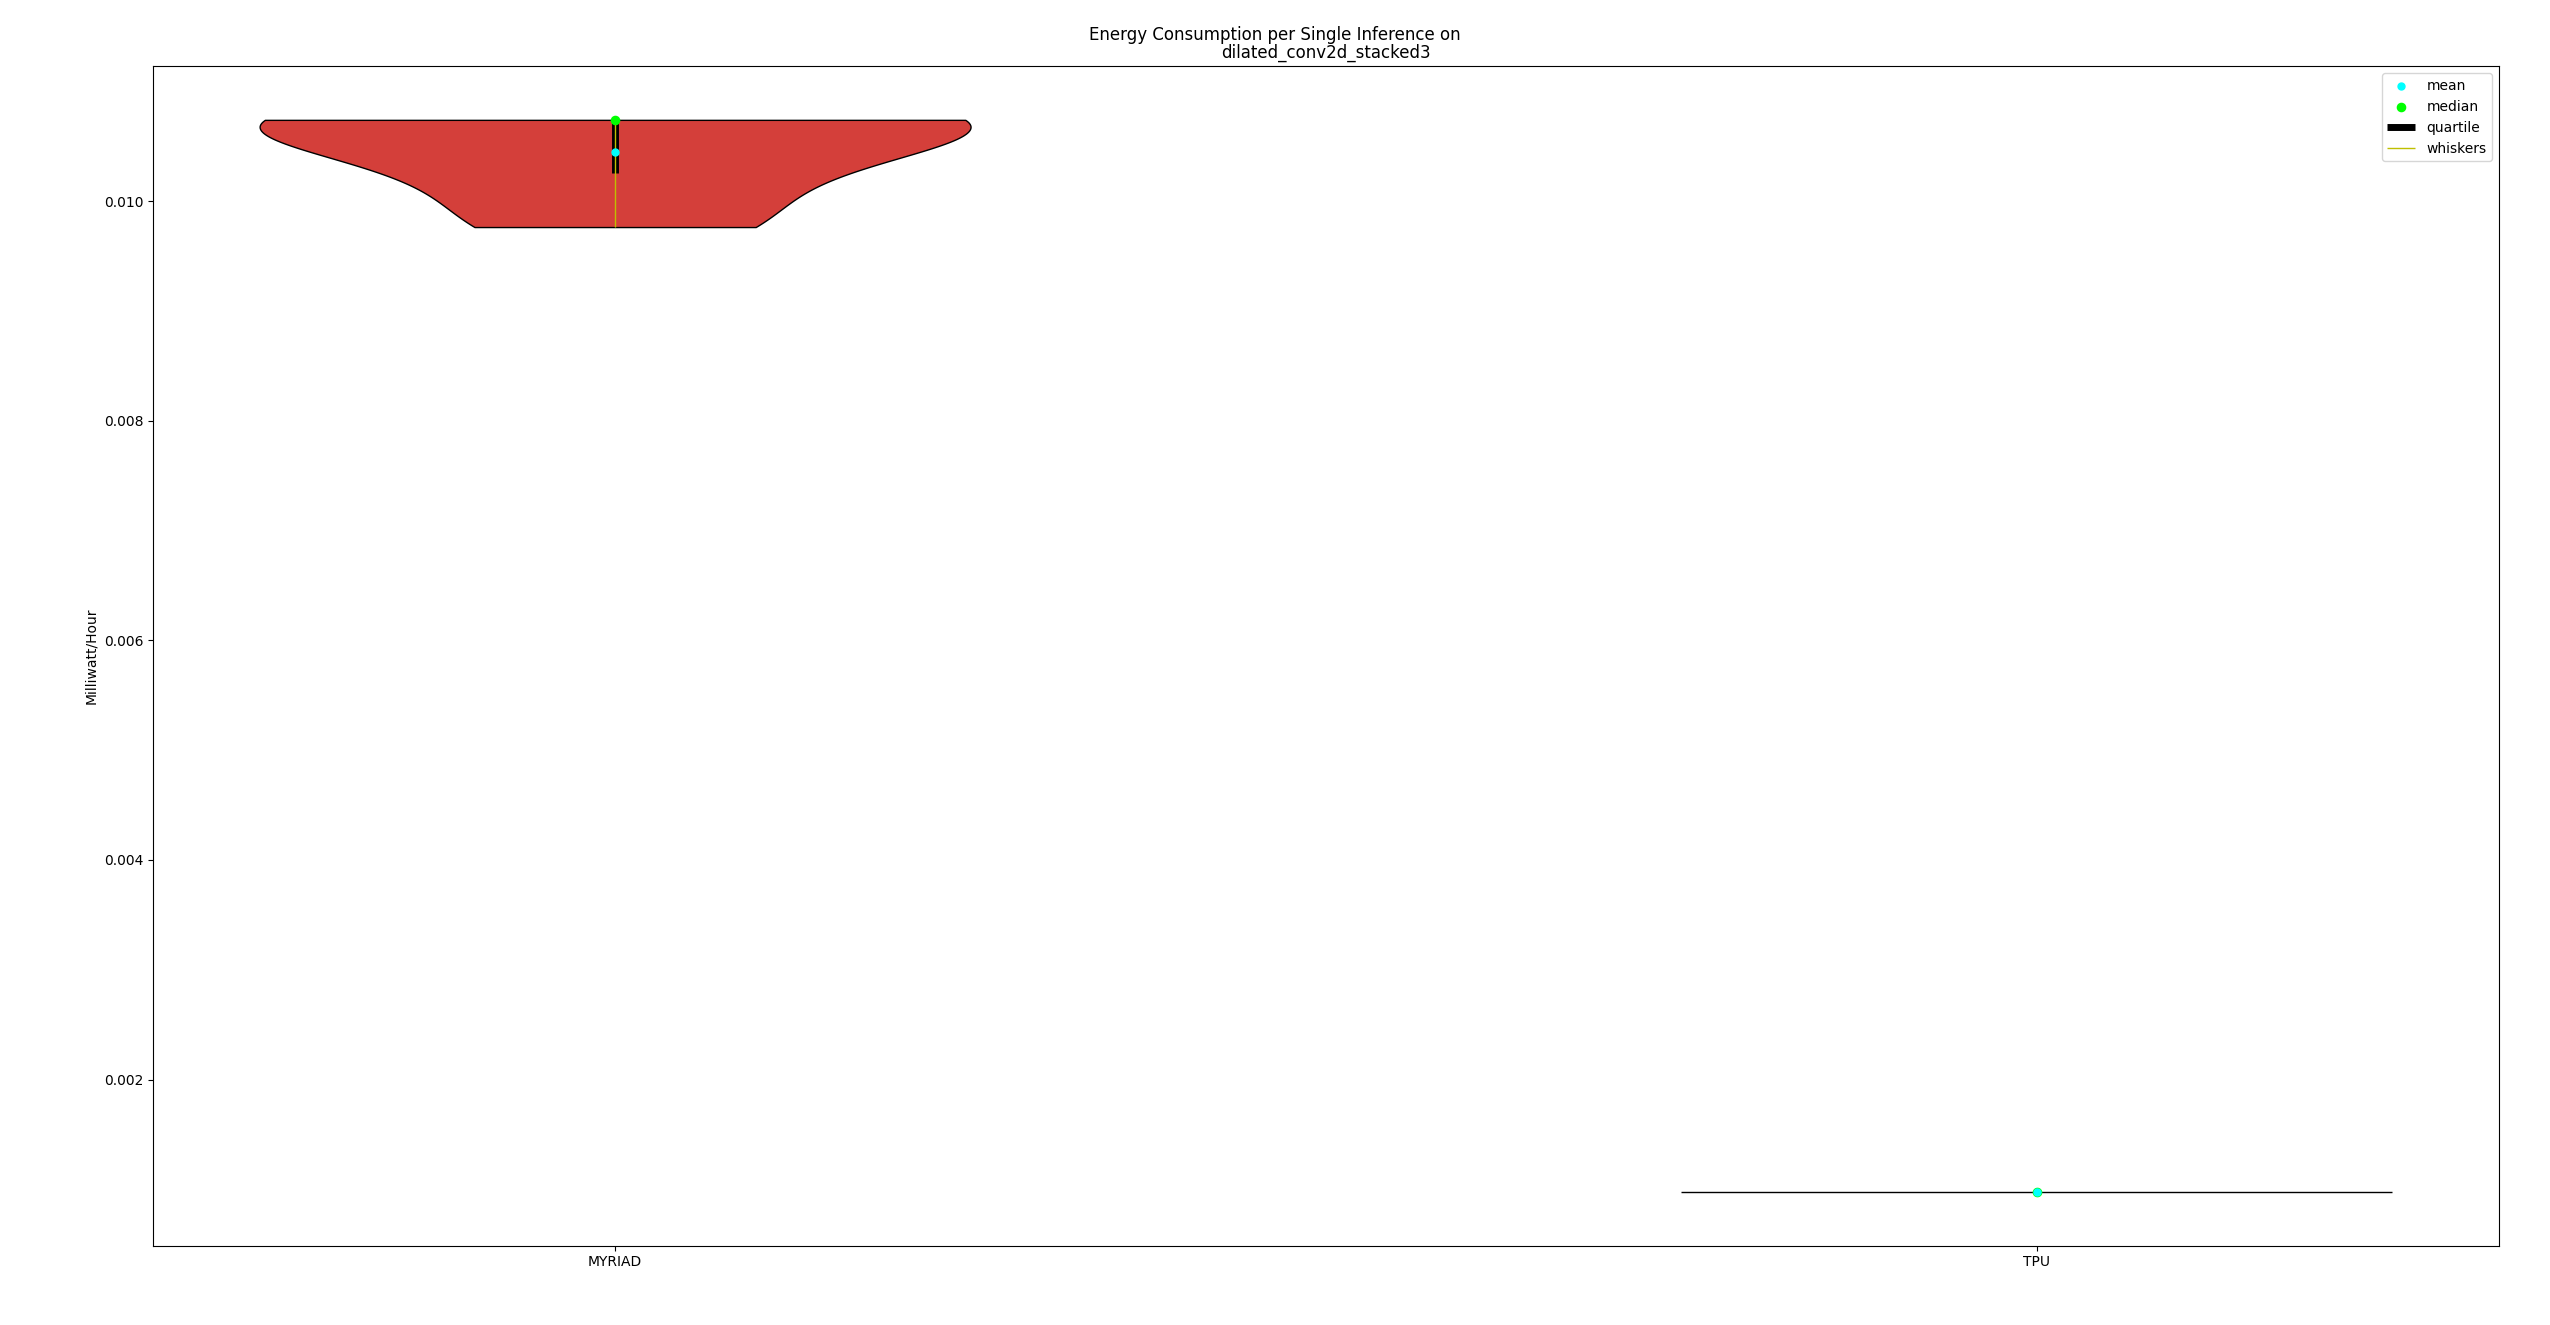 Energy Consumption per Single Inference on
dilated_conv2d_stacked3
mean
median
quartile
whiskers
0.010
0.008
0.006
0.004
0.002
Milliwatt/Hour
MYRIAD
TPU